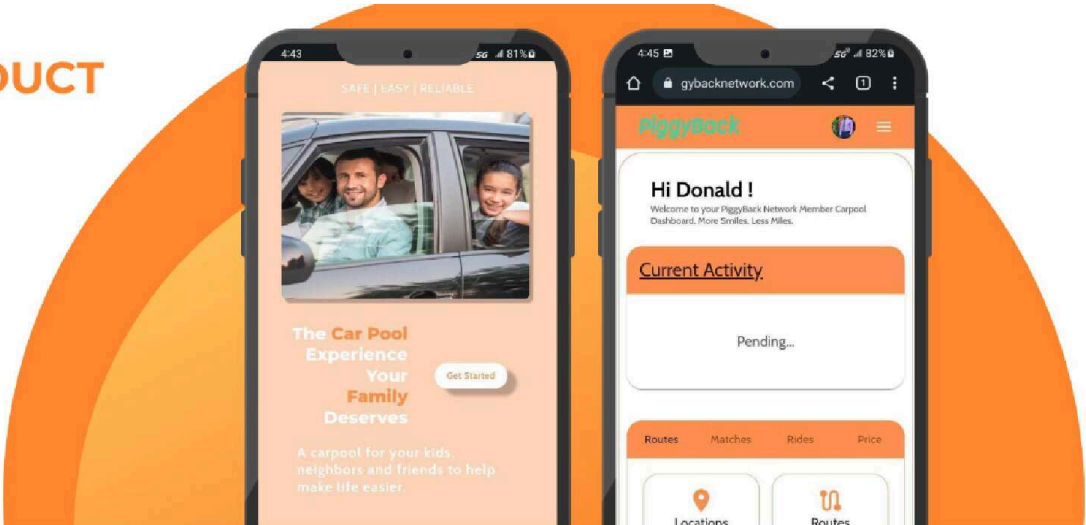 DUCT
4:43
5G 81%
SAFE | EASY | RELIABLE
The Car Pool
Experience
Your
Family
Deserves
Get Started
A carpool for your kids,
neighbors and friends to help
make life easier.
4:45
5G 82%
gybacknetwork.com
1
PiggyBack
Hi Donald !
Welcome to your PiggyBack Network Member Carpool
Dashboard. More Smiles. Less Miles.
Current Activity
Pending...
Routes Matches Rides Price
Locations Routes